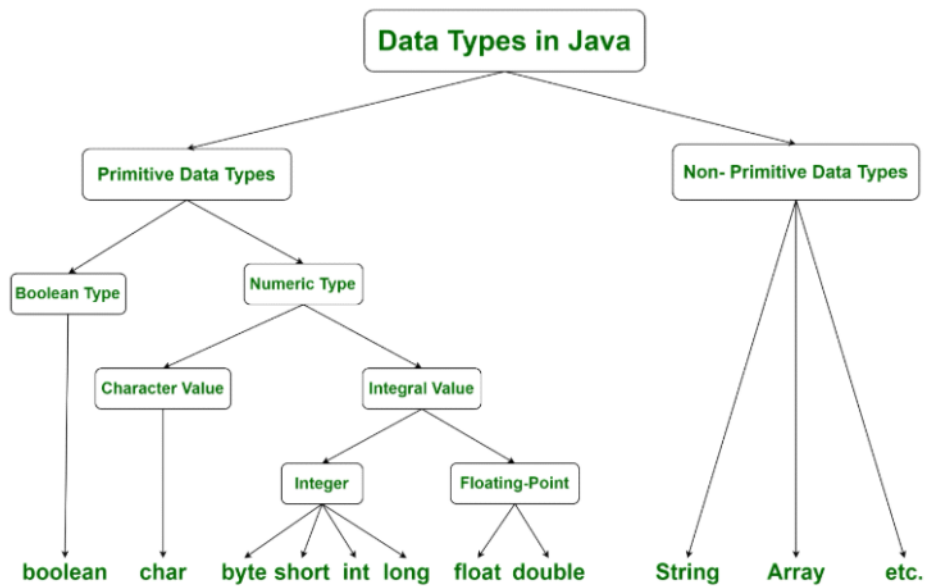 Data Types in Java
Primitive Data Types
Non- Primitive Data Types
Boolean Type
Numeric Type
Character Value
Integral Value
Integer
Floating-Point
boolean char byte short int long float double String Array etc.